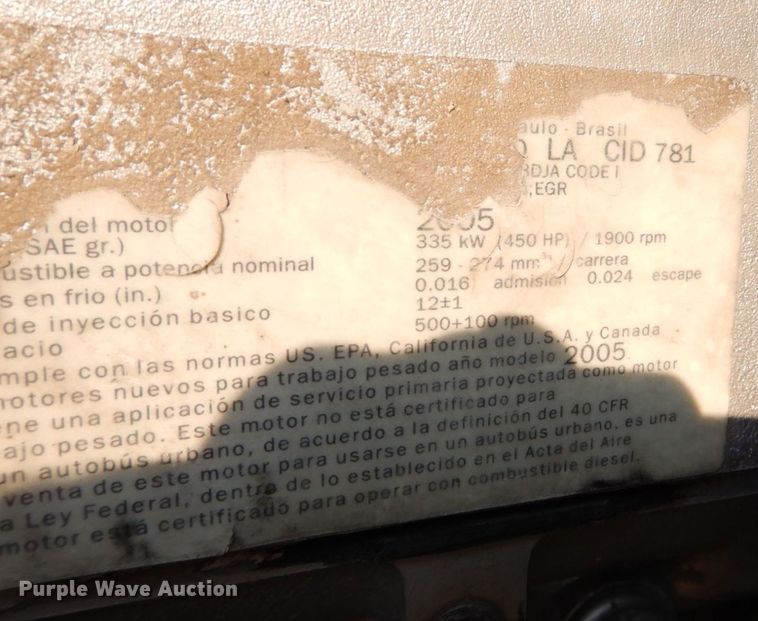 aulo - Brasil
LA CID 781
BDJA CODE I
,EGR
del motor 2005
SAE gr.) 335 kW (450 HP) / 1900 rpm
ustible a potencia nominal 259 - 274 mm / carrera
s en frio (in.) 0.016 admisión 0.024 escape
de inyección basico 12±1
acio 500+100 rpm
mple con las normas US. EPA, California de U.S.A. y Canada
motores nuevos para trabajo pesado año modelo 2005
ene una aplicación de servicio primaria proyectada como motor
ajo pesado. Este motor no está certificado para
un autobús urbano, de acuerdo a la definición del 40 CFR
venta de este motor para usarse en un autobús urbano, es una
a Ley Federal, dentro de lo establecido en el Acta del Aire
motor está certificado para operar con combustible diesel.
Purple Wave Auction